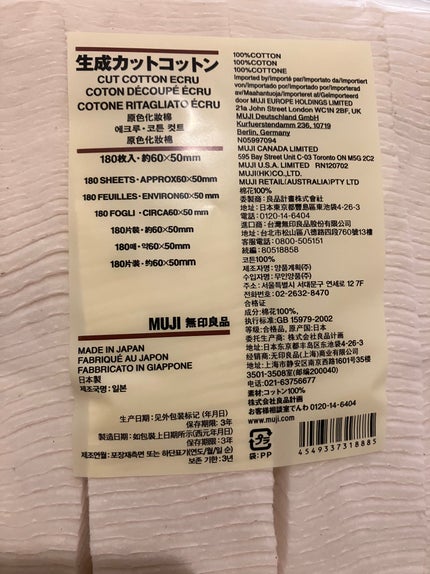 生成カットコットン
CUT COTTON ECRU
COTON DÉCOUPÉ ÉCRU
COTONE RITAGLIATO ÉCRU
原色化妝棉
에크루・코튼 컷트
原色化妝棉
180枚入・約60×50mm
180 SHEETS・APPROX60×50mm
180 FEUILLES・ENVIRON60×50 mm
180 FOGLI・CIRCA60×50 mm
180片裝・約60×50mm
180매・약60×50mm
180片装・约60×50mm
MUJI 無印良品
MADE IN JAPAN
FABRIQUÉ AU JAPON
FABBRICATO IN GIAPPONE
日本製
제조국명:일본
生产日期:见外包装标记 (年月日)
保存期限:3年
製造日期:如包裝上日期所示(西元年月日)
保存期限:3年
제조연월:포장재측면 또는 하단표기(연도/월/일 순)
보존 기한:3년
100%COTTON
100%COTON
100%COTTONE
Imported by/Importé par/Importato da/Importiert
von/Importado por/Importado por/Importerad
av/Maahantuoja/Importeret af/Geïmporteerd
door MUJI EUROPE HOLDINGS LIMITED
21a John Street London WC1N 2BF, UK
MUJI Deutschland GmbH
Kurfuerstendamm 236, 10719
Berlin, Germany
N05997094
MUJI CANADA LIMITED
595 Bay Street Unit C-03 Toronto ON M5G 2C2
MUJI U.S.A. LIMITED RN120702
MUJI(HK)CO.,LTD.
MUJI RETAIL(AUSTRALIA)PTY LTD
棉花100%
委製商:良品計畫株式會社
地址:日本東京都豐島區東池袋4-26-3
電話:0120-14-6404
進口商:台灣無印良品股份有限公司
地址:台北市松山區八德路四段760號13樓
客服電話:0800-505151
統編:80518858
코튼100%
제조자명:양품계획(주)
수입자명:무인양품(주)
주소:서울특별시 서대문구 연세로 12 7F
전화번호:02-2632-8470
合格证
成分:棉花100%,
执行标准:GB 15979-2002
等级:合格品, 原产国:日本
委托生产商:株式会社良品计画
地址:日本东京都丰岛区东池袋4-26-3
经销商:无印良品(上海)商业有限公司
地址:上海市静安区南京西路1601号35楼
3501-3508室(邮编200040)
电话:021-63756677
素材:コットン100%
株式会社良品計画
お客様相談室でんわ 0120-14-6404
www.muji.com
プラ
袋:PP
4549337318885